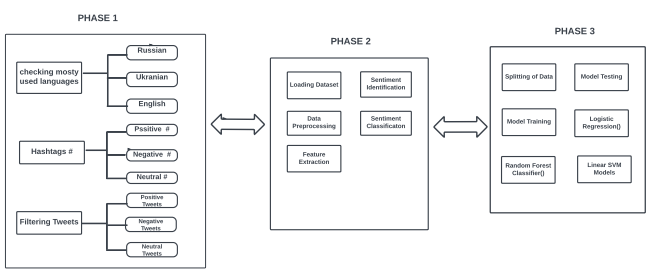 PHASE 1
checking mosty
used languages
Russian
Ukranian
English
Hashtags #
Pssitive #
Negative #
Neutral #
Filtering Tweets
Positive
Tweets
Negative
Tweets
Neutral
Tweets
PHASE 2
Loading Dataset
Sentiment
Identification
Data
Preprocessing
Sentiment
Classificaton
Feature
Extraction
PHASE 3
Splitting of Data
Model Testing
Model Training
Logistic
Regression()
Random Forest
Classifier()
Linear SVM
Models